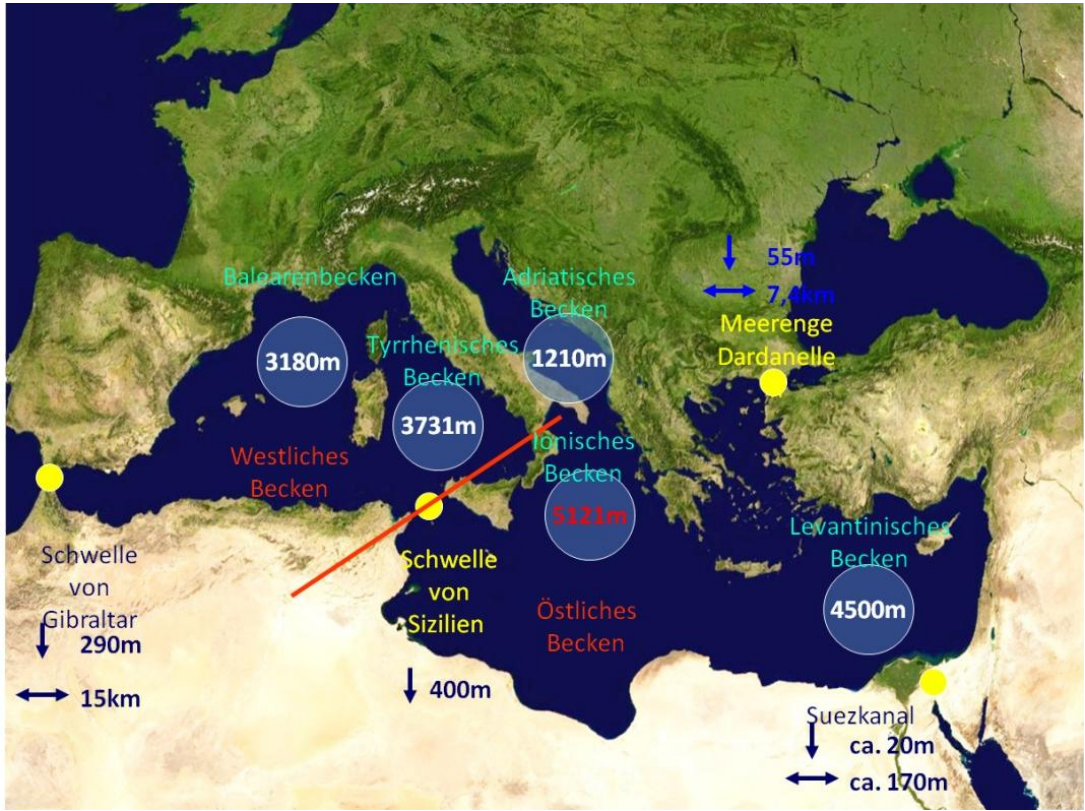 55m
7,4km
Meerenge
Dardanelle
Balearenbecken
3180m
Adriatisches
Becken
1210m
Tyrrhenisches
Becken
3731m
Westliches
Becken
Ionisches
Becken
5121m
Levantinisches
Becken
4500m
Schwelle
von
Gibraltar
290m
15km
Schwelle
von
Sizilien
400m
Östliches
Becken
Suezkanal
ca. 20m
ca. 170m